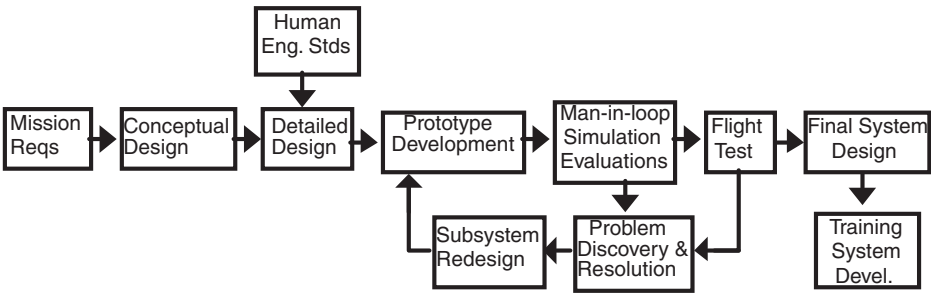 Human
Eng. Stds
Mission
Reqs
Conceptual
Design
Detailed
Design
Prototype
Development
Man-in-loop
Simulation
Evaluations
Flight
Test
Final System
Design
Subsystem
Redesign
Problem
Discovery &
Resolution
Training
System
Devel.